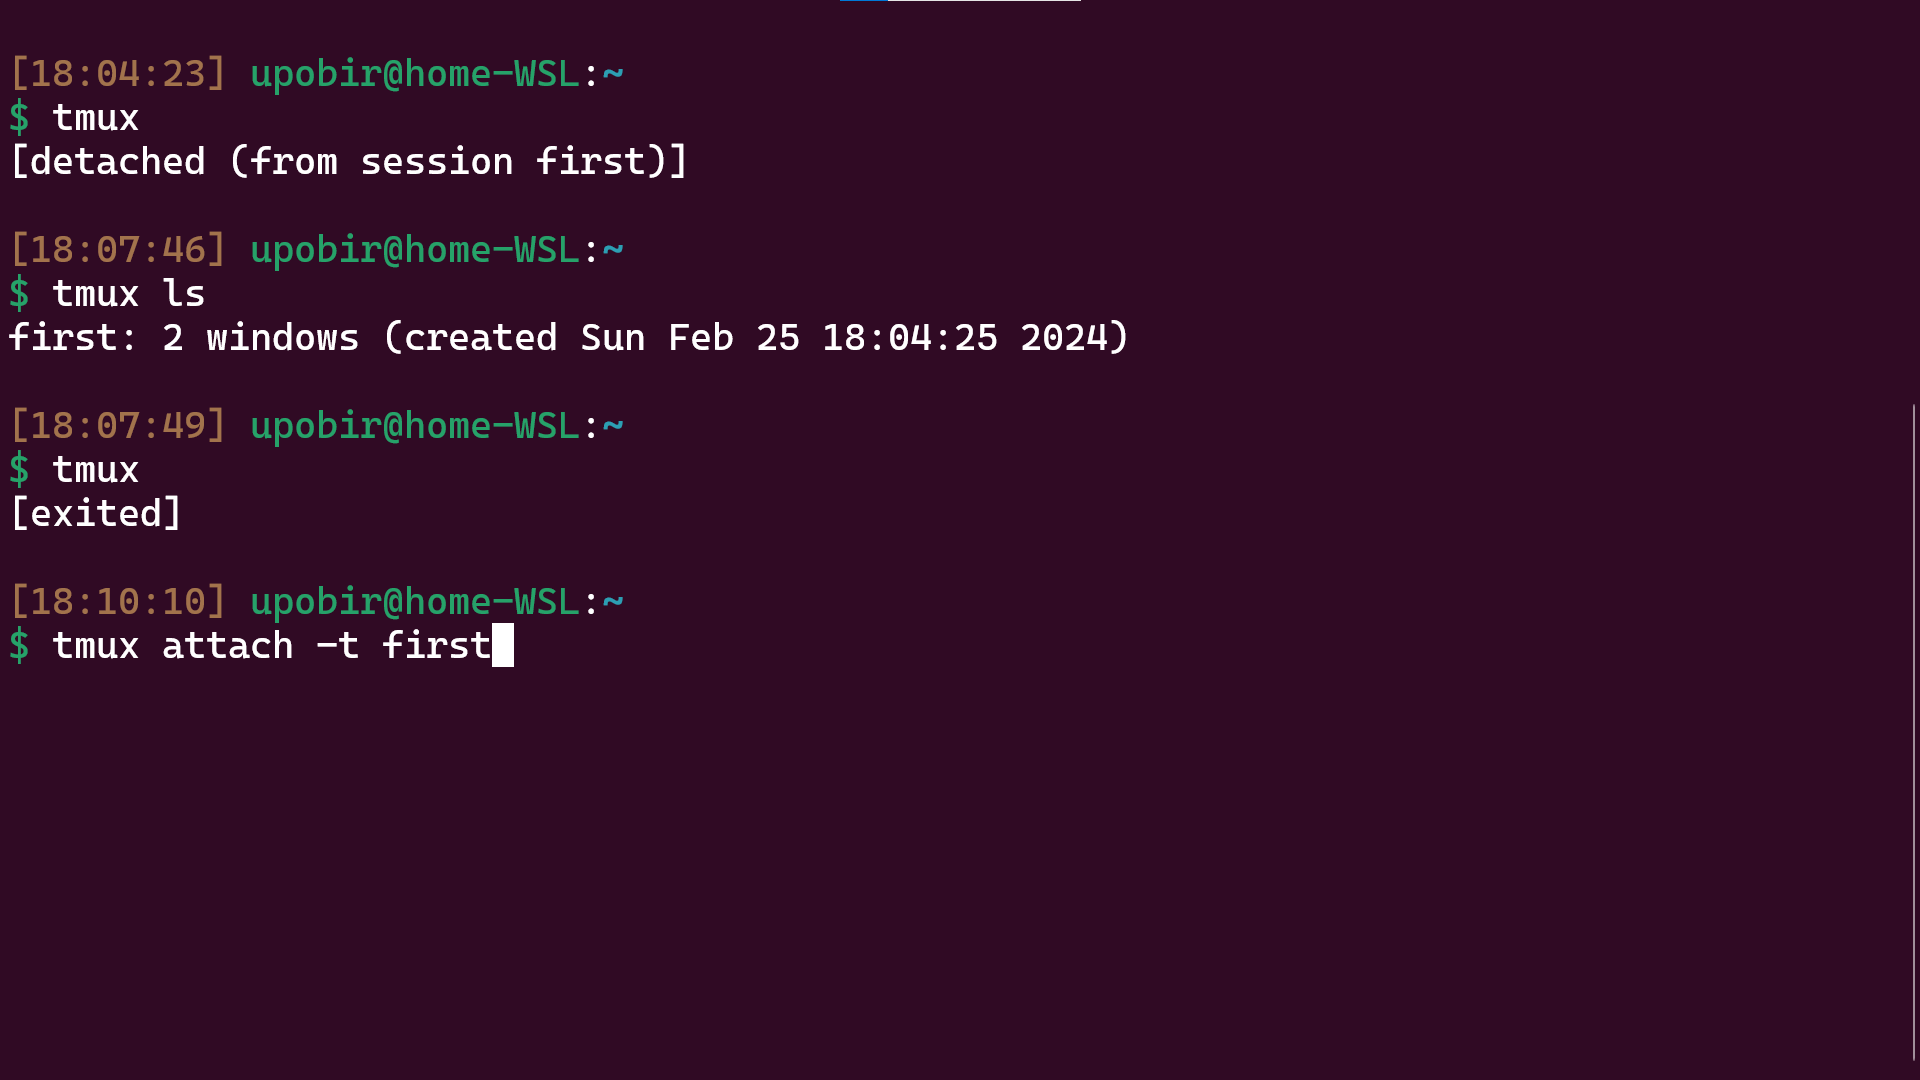 [18:04:23] upobir@home-WSL:~
$ tmux
[detached (from session first)]
[18:07:46] upobir@home-WSL:~
$ tmux ls
first: 2 windows (created Sun Feb 25 18:04:25 2024)
[18:07:49] upobir@home-WSL:~
$ tmux
[exited]
[18:10:10] upobir@home-WSL:~
$ tmux attach -t first